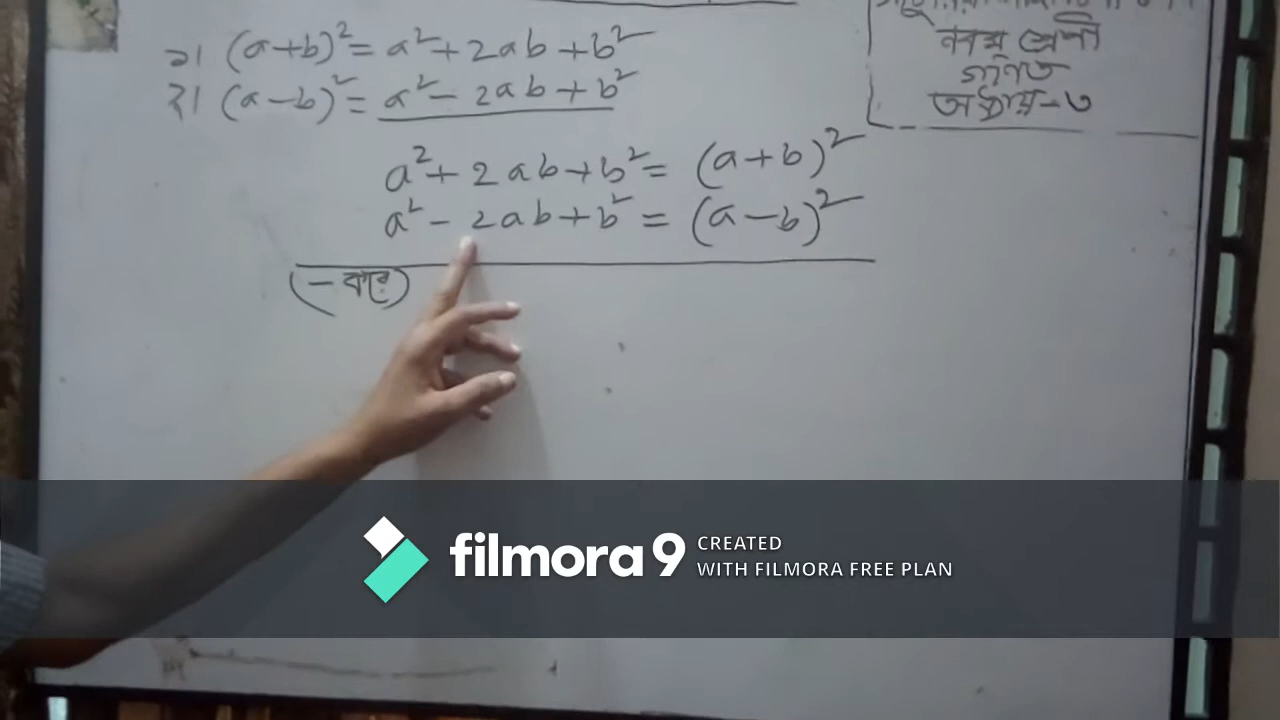 ১। (a+b)² = a² + 2ab + b²
২। (a-b)² = a² - 2ab + b²
নবম শ্রেণী
গণিত
অধ্যায়-৩
a² + 2ab + b² = (a+b)²
a² - 2ab + b² = (a-b)²
(- করে)
filmora 9 CREATED
WITH FILMORA FREE PLAN